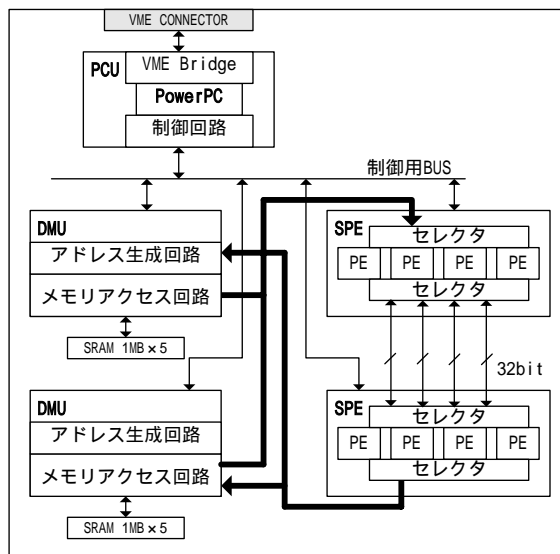 VME CONNECTOR
PCU
VME Bridge
PowerPC
制御回路
制御用BUS
DMU
アドレス生成回路
メモリアクセス回路
SRAM 1MB×5
SPE
セレクタ
PE PE PE PE
セレクタ
32bit
DMU
アドレス生成回路
メモリアクセス回路
SRAM 1MB×5
SPE
セレクタ
PE PE PE PE
セレクタ